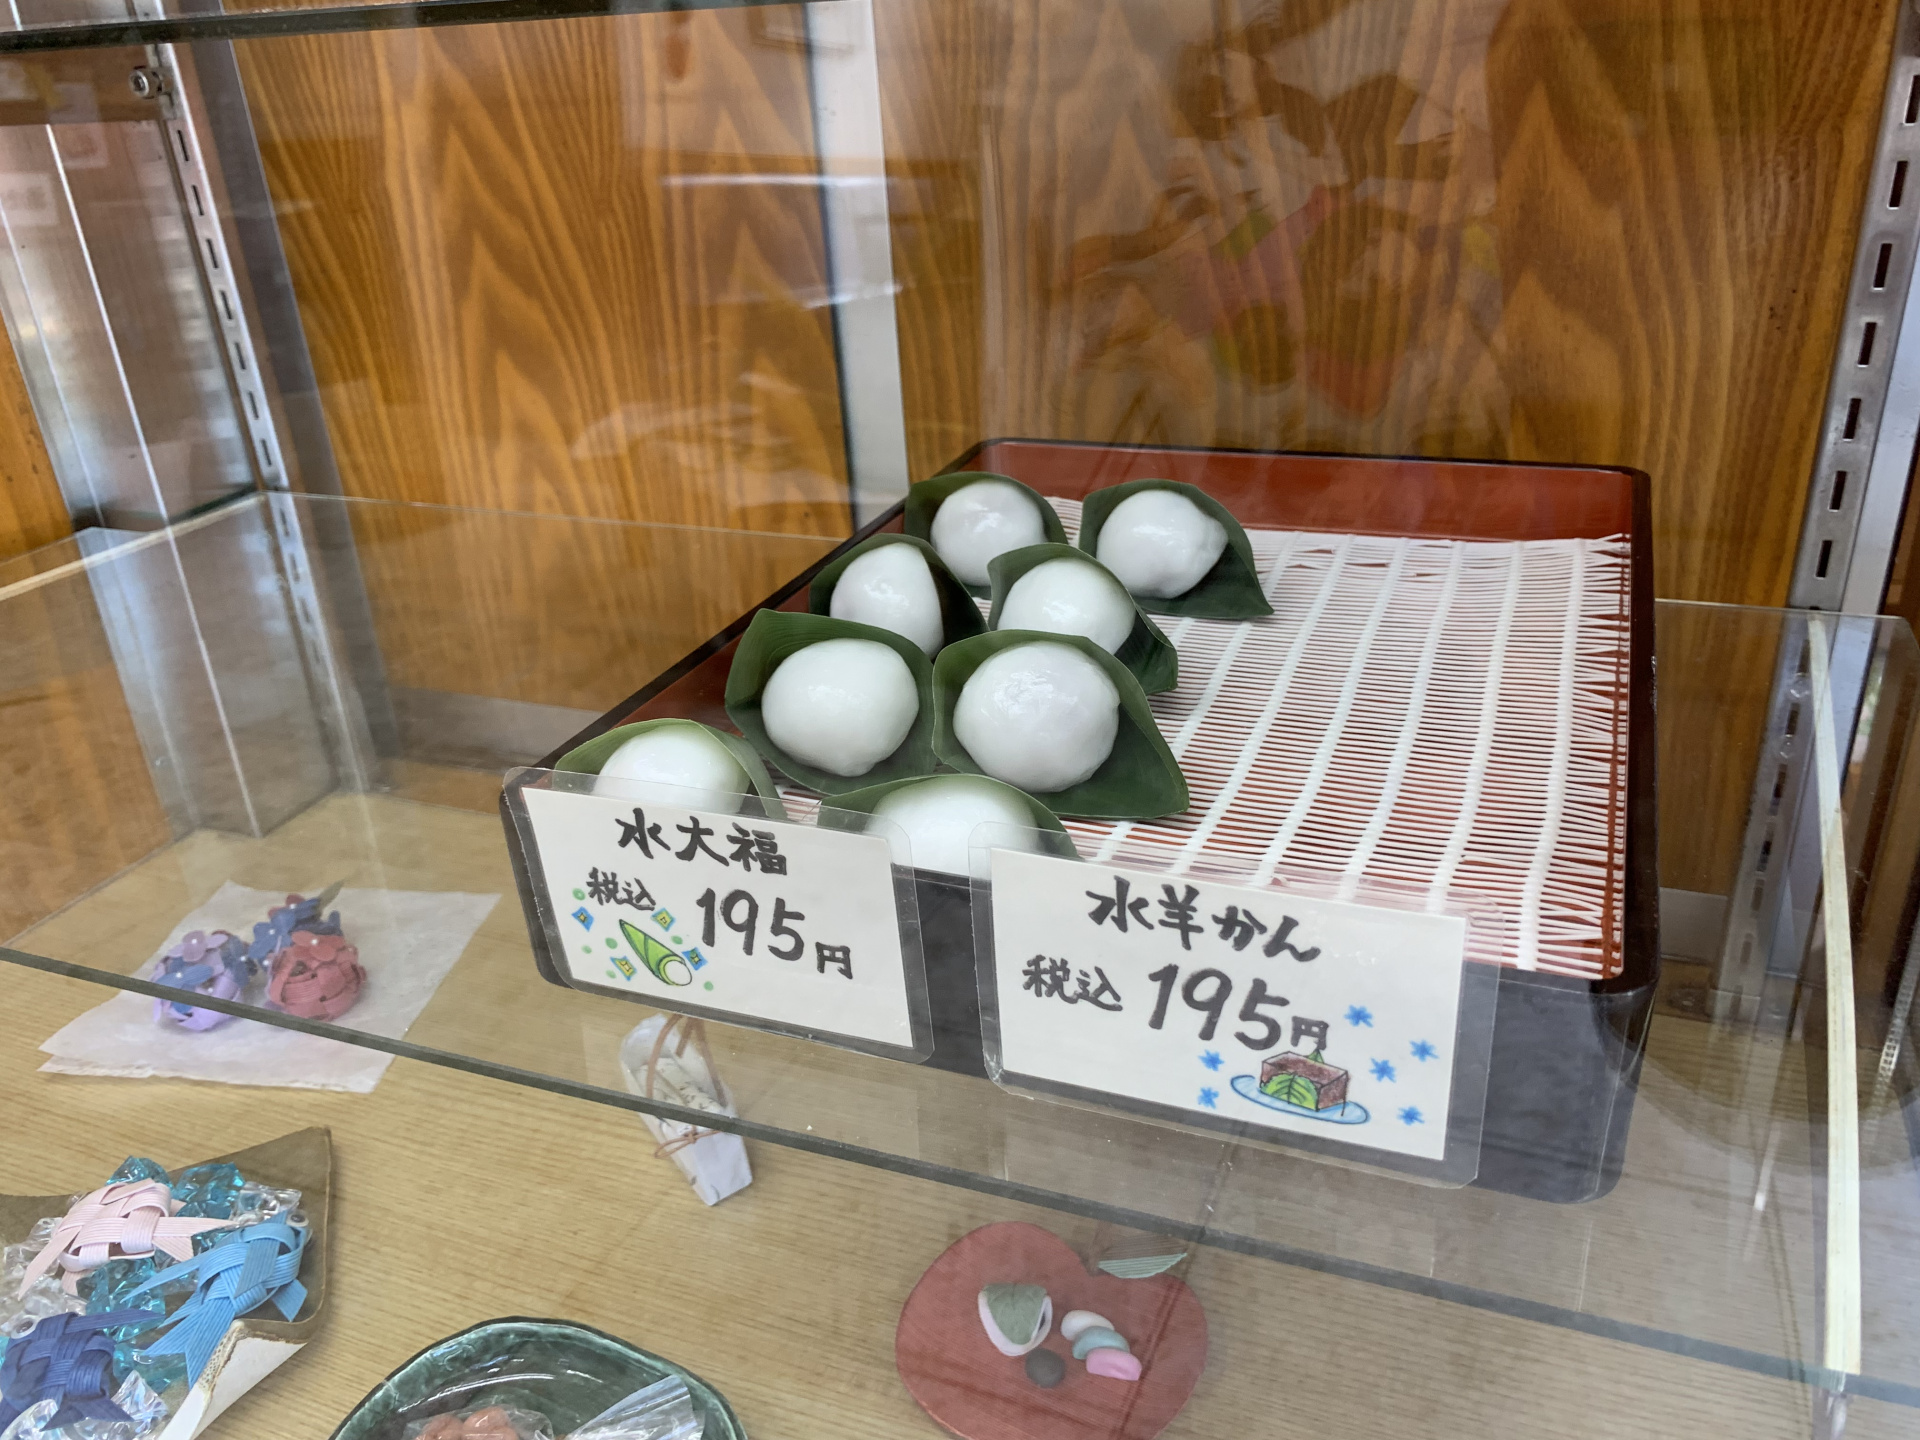 水大福
税込 195円
水羊かん
税込 195円